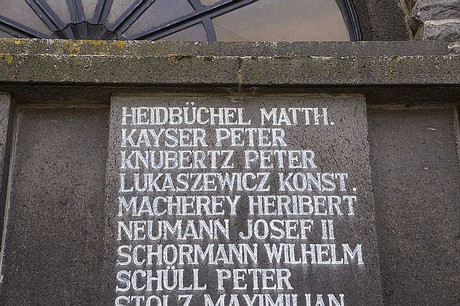 HEIDBÜCHEL MATTH.
KAYSER PETER
KNUBERTZ PETER
LUKASZEWICZ KONST.
MACHEREY HERIBERT
NEUMANN JOSEF II
SCHORMANN WILHELM
SCHÜLL PETER
STOLZ MAXIMILIAN